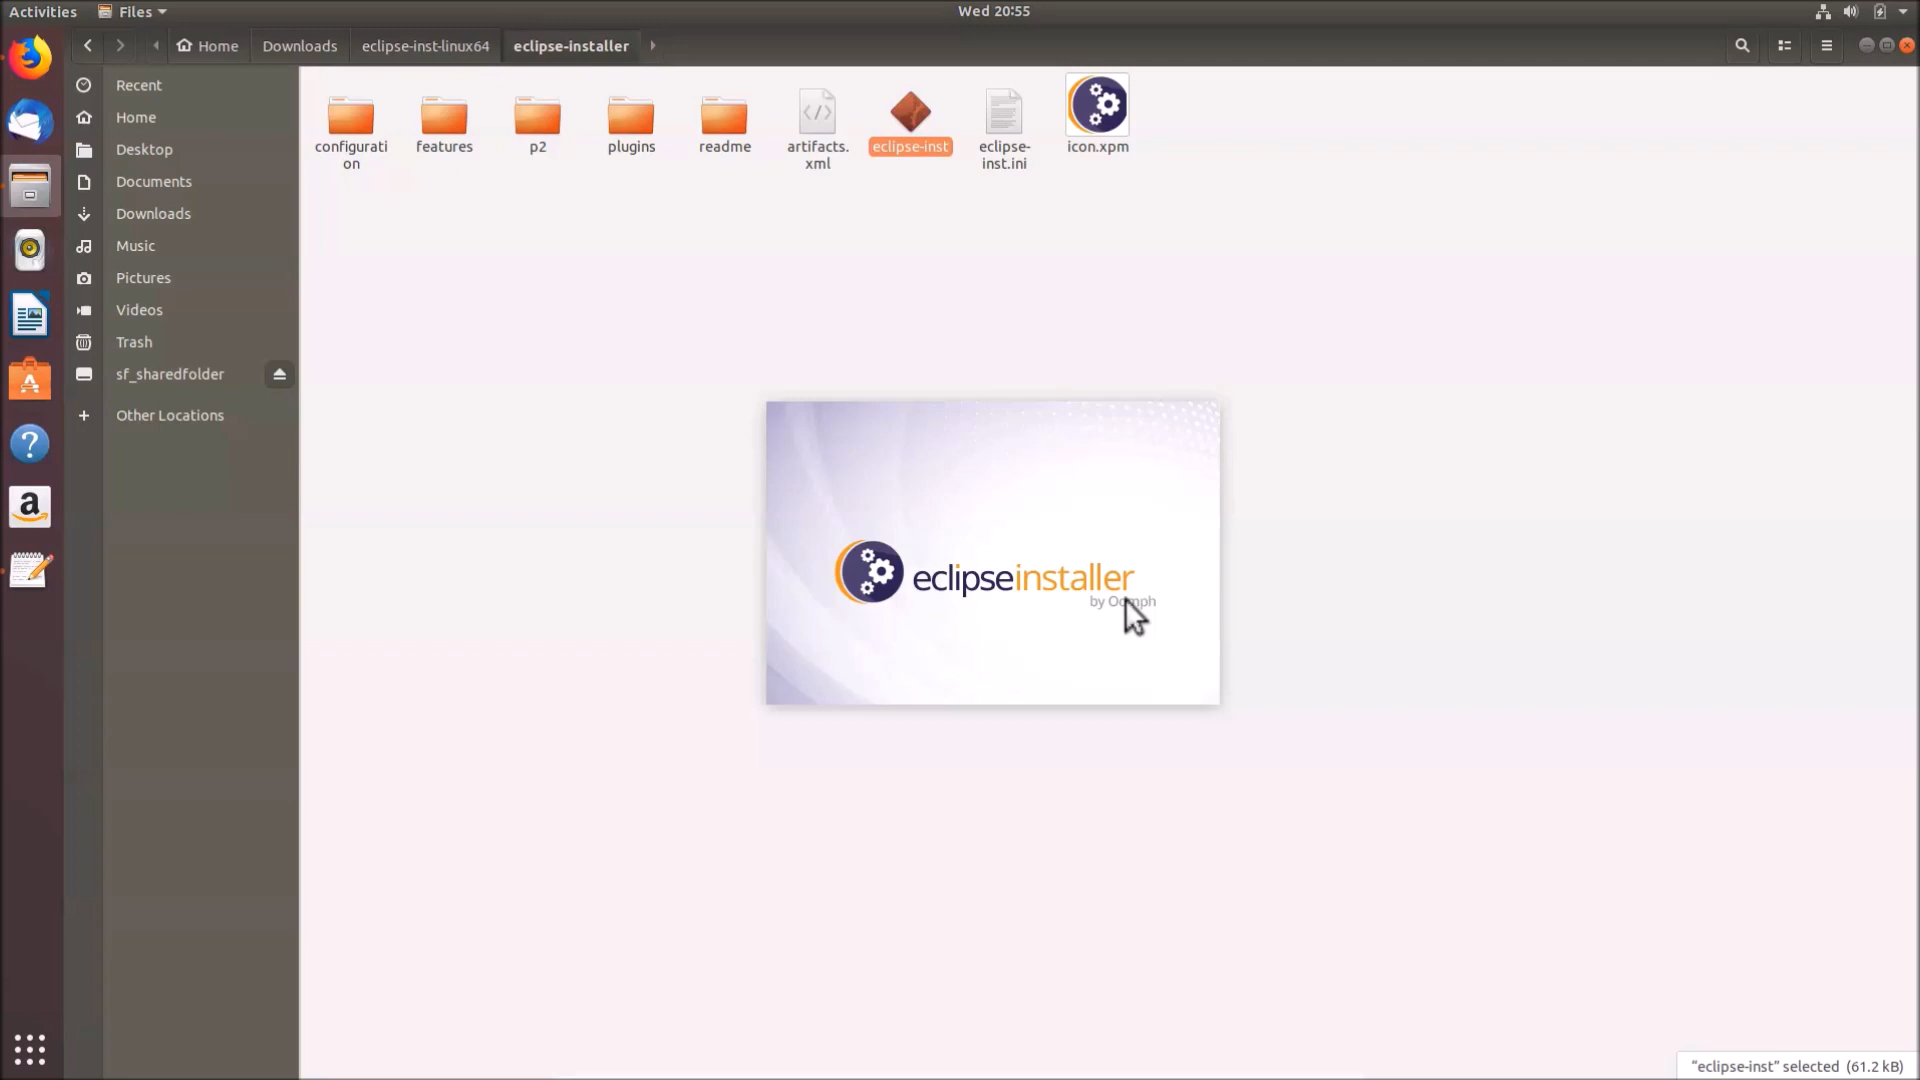 Activities
Files
Wed 20:55
Home
Downloads
eclipse-inst-linux64
eclipse-installer
Recent
Home
Desktop
Documents
Downloads
Music
Pictures
Videos
Trash
sf_sharedfolder
Other Locations
configurati
on
features
p2
plugins
readme
artifacts.
xml
eclipse-inst
eclipse-
inst.ini
icon.xpm
eclipseinstaller
by Oomph
"eclipse-inst" selected (61.2 kB)